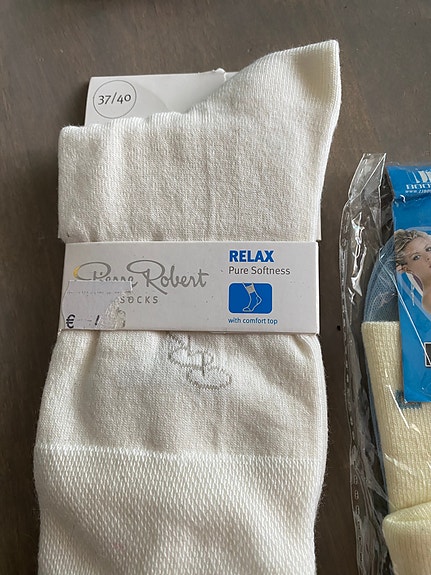 37/40
Pierre Robert
SOCKS
RELAX
Pure Softness
with comfort top
€